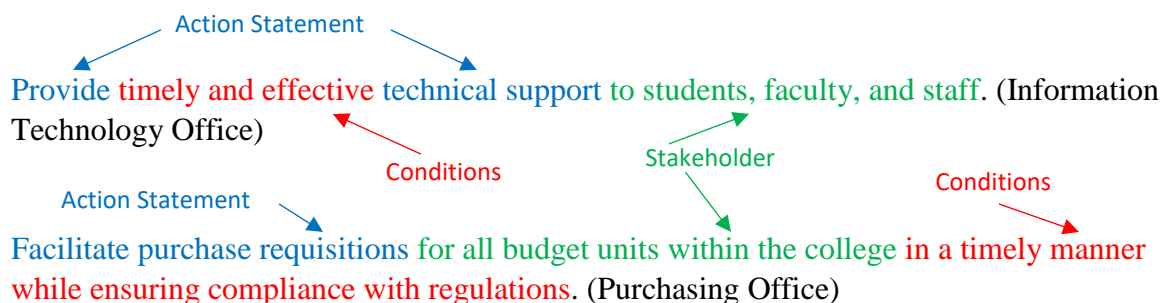 Action Statement
Provide timely and effective technical support to students, faculty, and staff. (Information
Technology Office)
Stakeholder
Conditions
Conditions
Action Statement
Facilitate purchase requisitions for all budget units within the college in a timely manner
while ensuring compliance with regulations. (Purchasing Office)